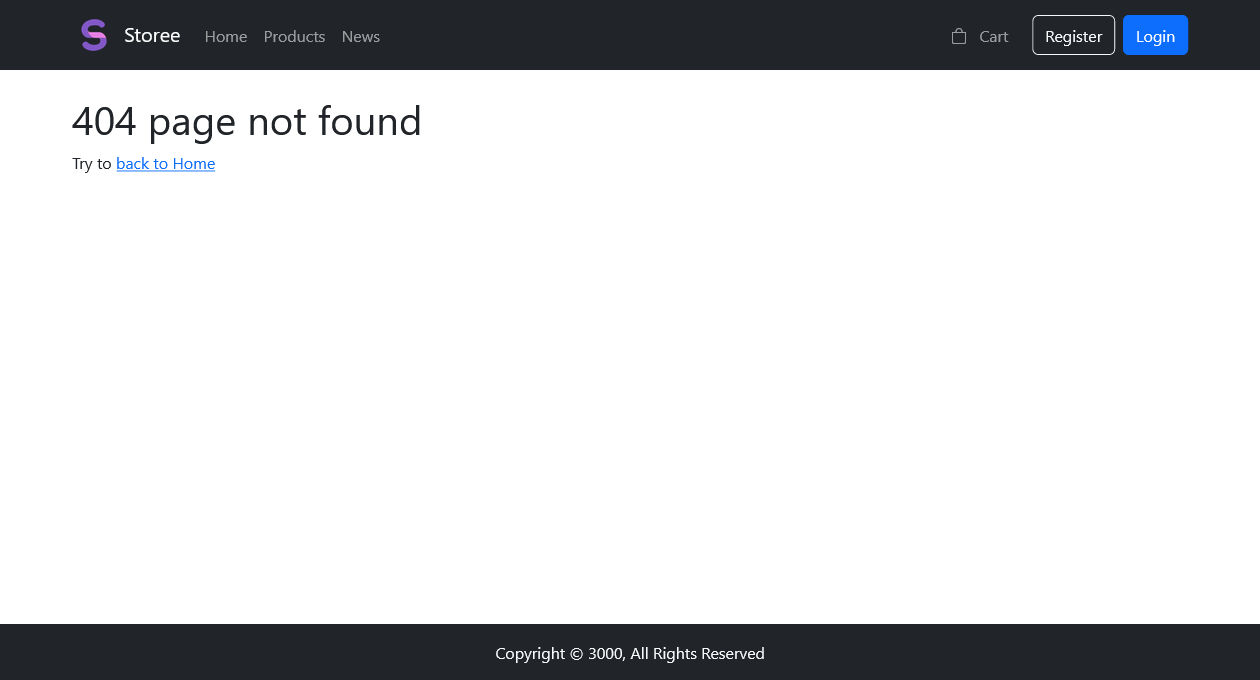 Storee Home Products News Cart Register Login
404 page not found
Try to back to Home
Copyright © 3000, All Rights Reserved